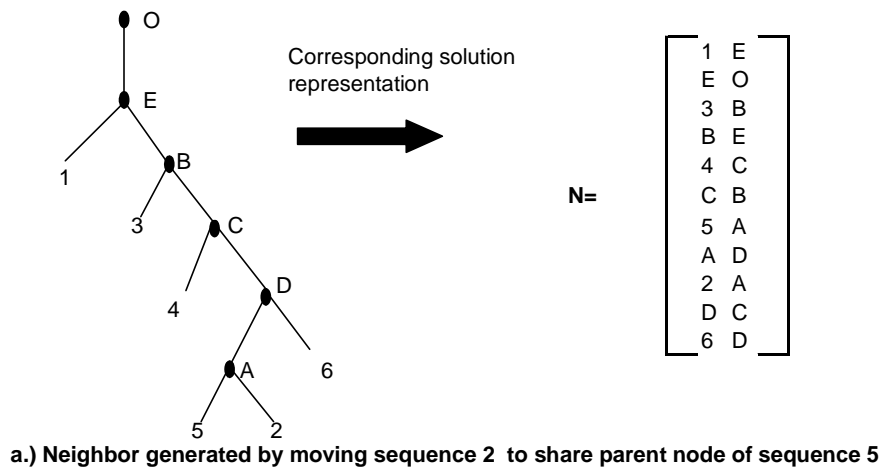 O
Corresponding solution
representation
E
1
B
3
C
4
D
6
A
5
2
N=
1 E
E O
3 B
B E
4 C
C B
5 A
A D
2 A
D C
6 D
a.) Neighbor generated by moving sequence 2 to share parent node of sequence 5